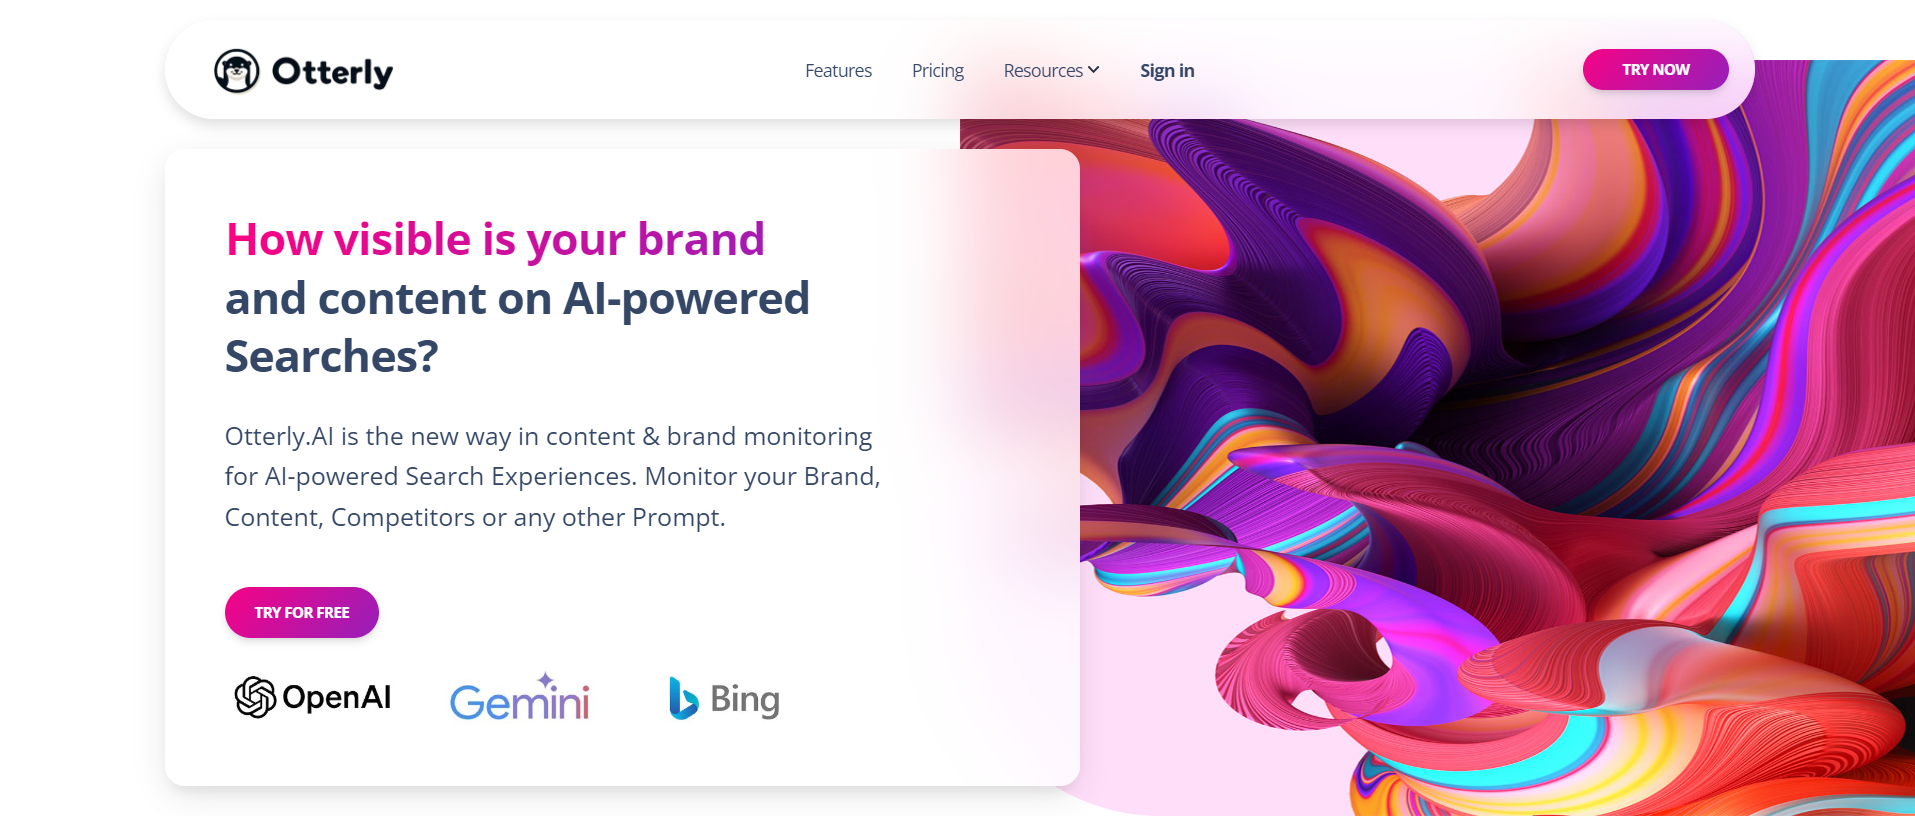 Otterly
Features
Pricing
Resources
Sign in
TRY NOW
How visible is your brand
and content on AI-powered
Searches?
Otterly.AI is the new way in content & brand monitoring
for AI-powered Search Experiences. Monitor your Brand,
Content, Competitors or any other Prompt.
TRY FOR FREE
OpenAI
Gemini
Bing